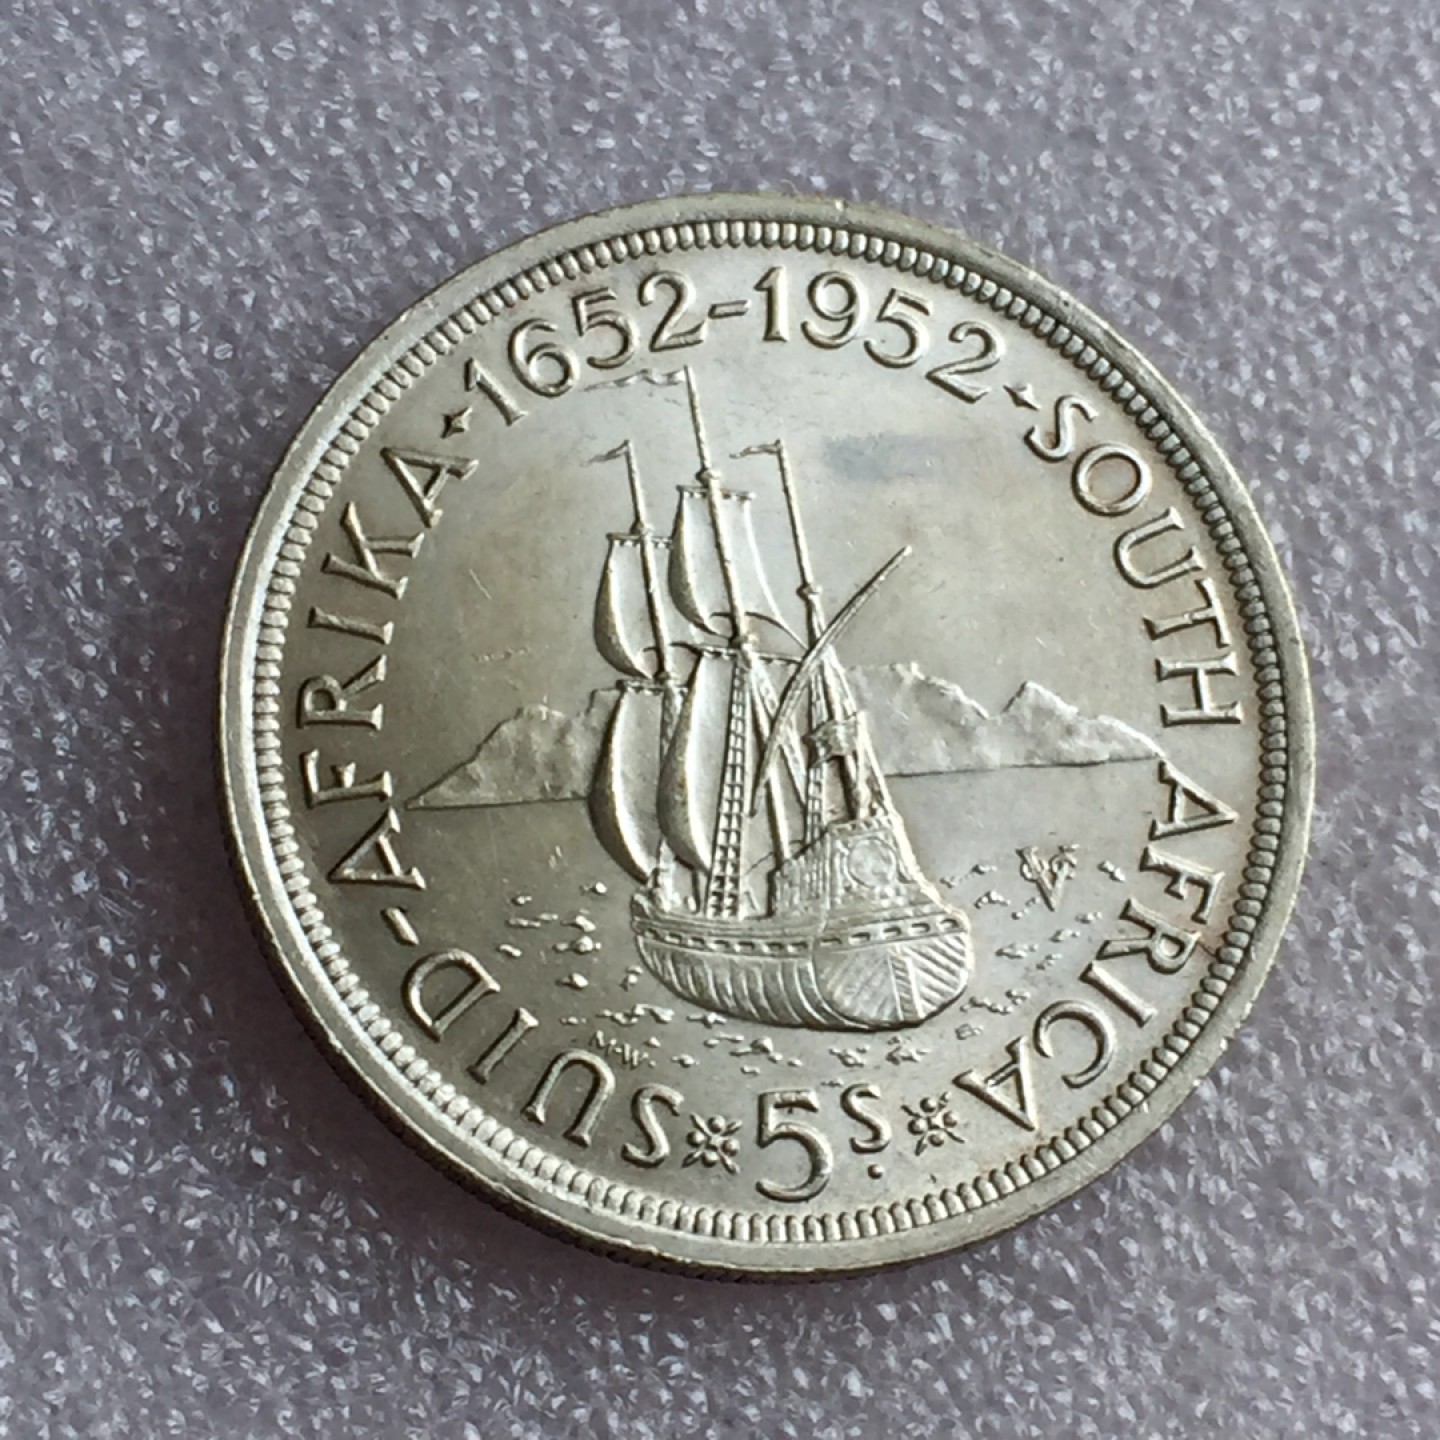 SUID-AFRIKA · 1652-1952 · SOUTH AFRICA
5s.
M·W·